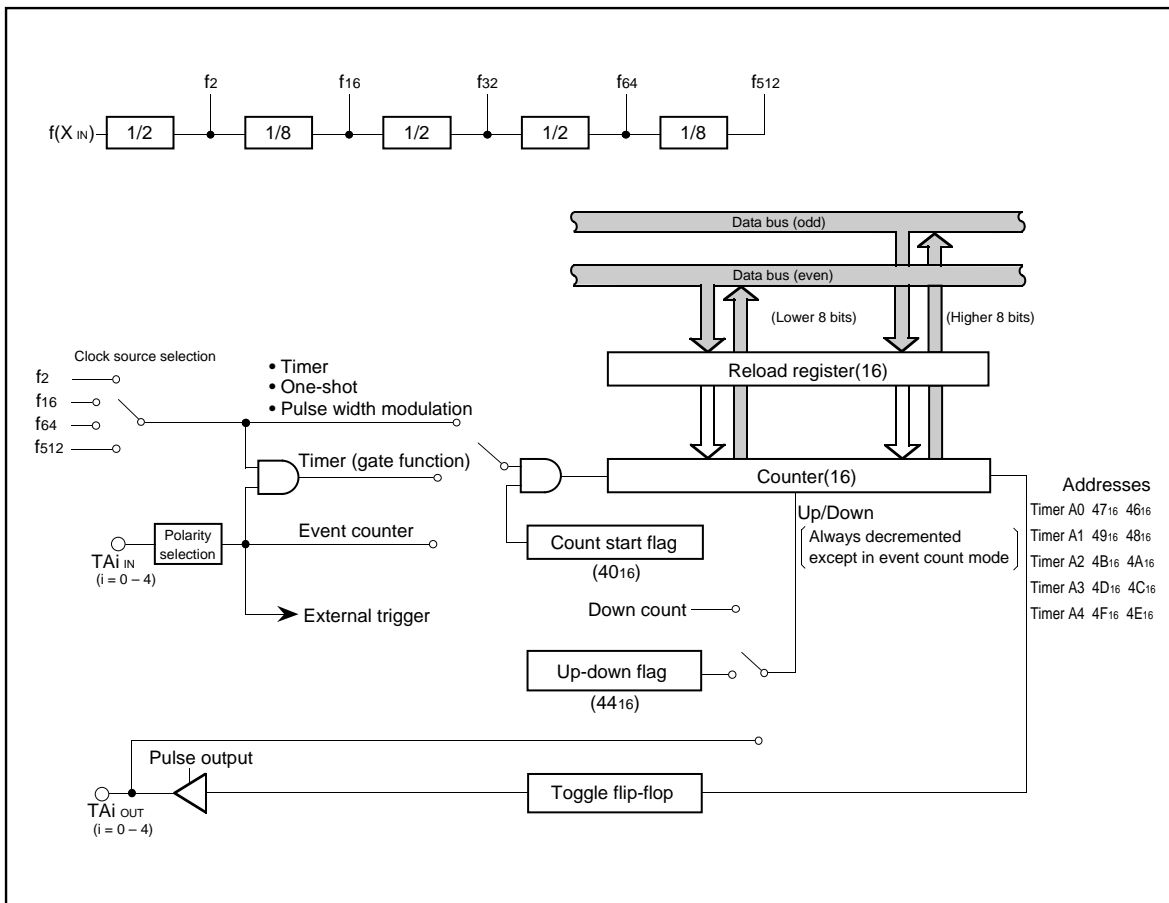 f2 f16 f32 f64 f512
f(X IN) 1/2 1/8 1/2 1/2 1/8
Data bus (odd)
Data bus (even)
(Lower 8 bits) (Higher 8 bits)
Reload register(16)
Clock source selection
f2
f16
f64
f512
• Timer
• One-shot
• Pulse width modulation
Timer (gate function)
Counter(16)
Polarity
selection
TAi IN
(i = 0 – 4)
Event counter
External trigger
Count start flag
(4016)
Up/Down
Always decremented
except in event count mode
Addresses
Timer A0 4716 4616
Timer A1 4916 4816
Timer A2 4B16 4A16
Timer A3 4D16 4C16
Timer A4 4F16 4E16
Down count
Up-down flag
(4416)
Pulse output
TAi OUT
(i = 0 – 4)
Toggle flip-flop